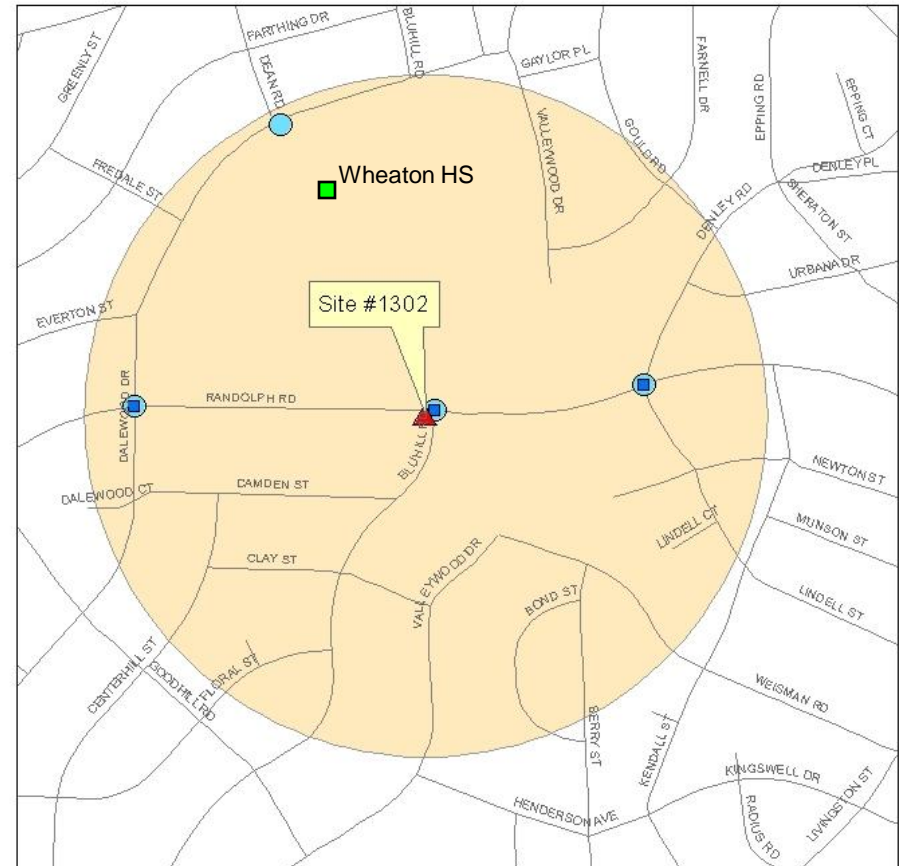 FARTHING DR
BLUHILL RD
GREENLY ST
DEAN RD
GAYLOR PL
FARNELL DR
EPPING RD
EPPING CT
VALLEYWOOD DR
GOULD RD
DENLEY PL
FREDALE ST
Wheaton HS
SHERATON ST
DENLEY RD
URBANA DR
Site #1302
EVERTON ST
DALEWOOD DR
RANDOLPH RD
BLUHILL
NEWTON ST
DALEWOOD CT
CAMDEN ST
LINDELL CT
MUNSON ST
CLAY ST
VALLEYWOOD DR
BOND ST
LINDELL ST
CENTERHILL ST
GOODHILL RD
FLORAL ST
WEISMAN RD
BERRY ST
KENDALL ST
KINGSWELL DR
HENDERSON AVE
RADIUS RD
LIVINGSTON ST